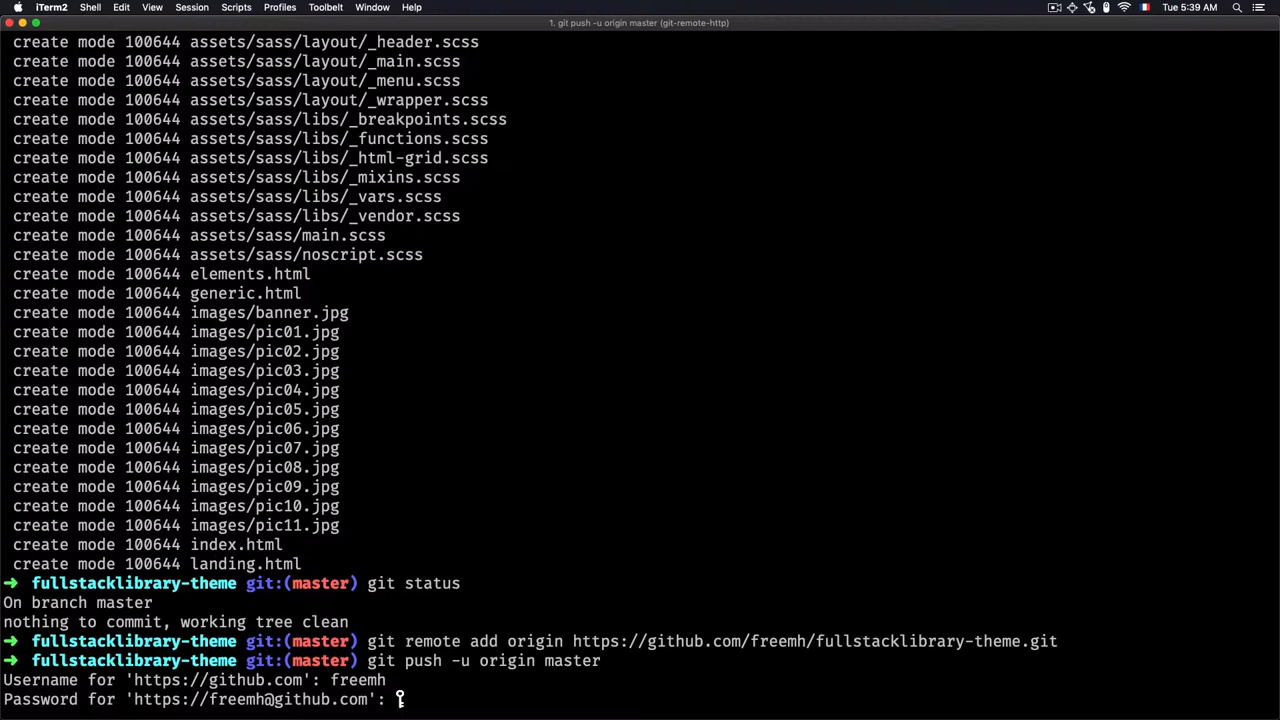 iTerm2 Shell Edit View Session Scripts Profiles Toolbelt Window Help Tue 5:39 AM
1. git push -u origin master (git-remote-http)
create mode 100644 assets/sass/layout/_header.scss
create mode 100644 assets/sass/layout/_main.scss
create mode 100644 assets/sass/layout/_menu.scss
create mode 100644 assets/sass/layout/_wrapper.scss
create mode 100644 assets/sass/libs/_breakpoints.scss
create mode 100644 assets/sass/libs/_functions.scss
create mode 100644 assets/sass/libs/_html-grid.scss
create mode 100644 assets/sass/libs/_mixins.scss
create mode 100644 assets/sass/libs/_vars.scss
create mode 100644 assets/sass/libs/_vendor.scss
create mode 100644 assets/sass/main.scss
create mode 100644 assets/sass/noscript.scss
create mode 100644 elements.html
create mode 100644 generic.html
create mode 100644 images/banner.jpg
create mode 100644 images/pic01.jpg
create mode 100644 images/pic02.jpg
create mode 100644 images/pic03.jpg
create mode 100644 images/pic04.jpg
create mode 100644 images/pic05.jpg
create mode 100644 images/pic06.jpg
create mode 100644 images/pic07.jpg
create mode 100644 images/pic08.jpg
create mode 100644 images/pic09.jpg
create mode 100644 images/pic10.jpg
create mode 100644 images/pic11.jpg
create mode 100644 index.html
create mode 100644 landing.html
➜ fullstacklibrary-theme git:(master) git status
On branch master
nothing to commit, working tree clean
➜ fullstacklibrary-theme git:(master) git remote add origin https://github.com/freemh/fullstacklibrary-theme.git
➜ fullstacklibrary-theme git:(master) git push -u origin master
Username for 'https://github.com': freemh
Password for 'https://freemh@github.com':